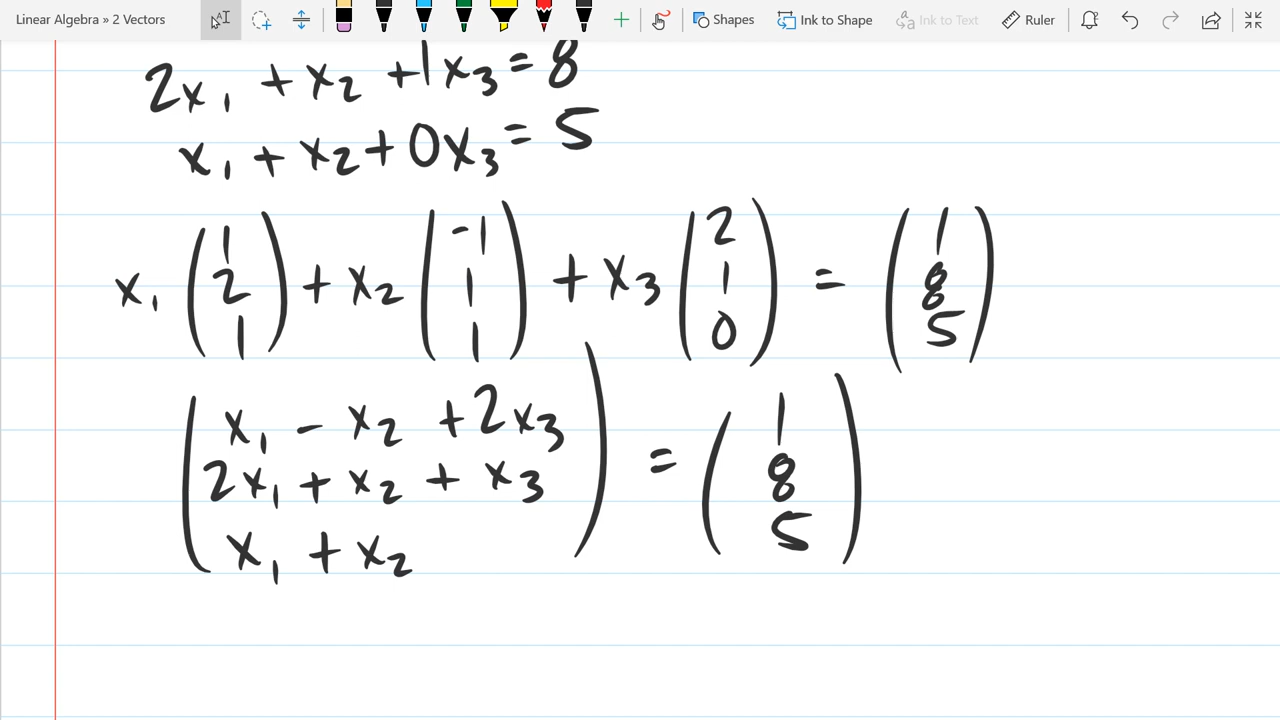 Linear Algebra » 2 Vectors Shapes Ink to Shape Ink to Text Ruler
2x₁ + x₂ + 1x₃ = 8
x₁ + x₂ + 0x₃ = 5
x₁ (1 2 1) + x₂ (-1 1 1) + x₃ (2 1 0) = (1 8 5)
(x₁ - x₂ + 2x₃ = (1
2x₁ + x₂ + x₃ 8
x₁ + x₂) 5)